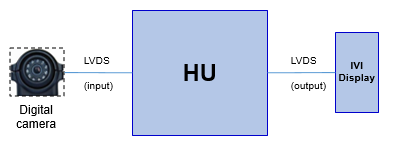 LVDS
(input)
HU
LVDS
(output)
IVI
Display
Digital
camera